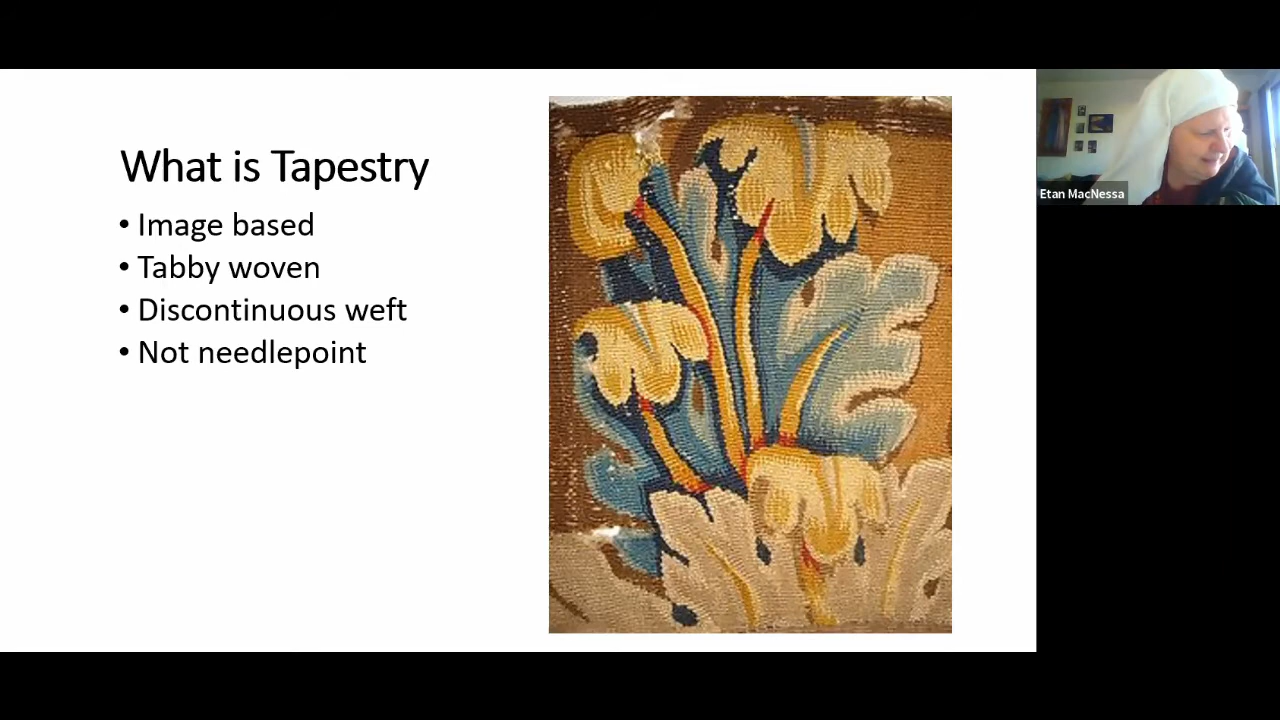 What is Tapestry
• Image based
• Tabby woven
• Discontinuous weft
• Not needlepoint
Etan MacNessa